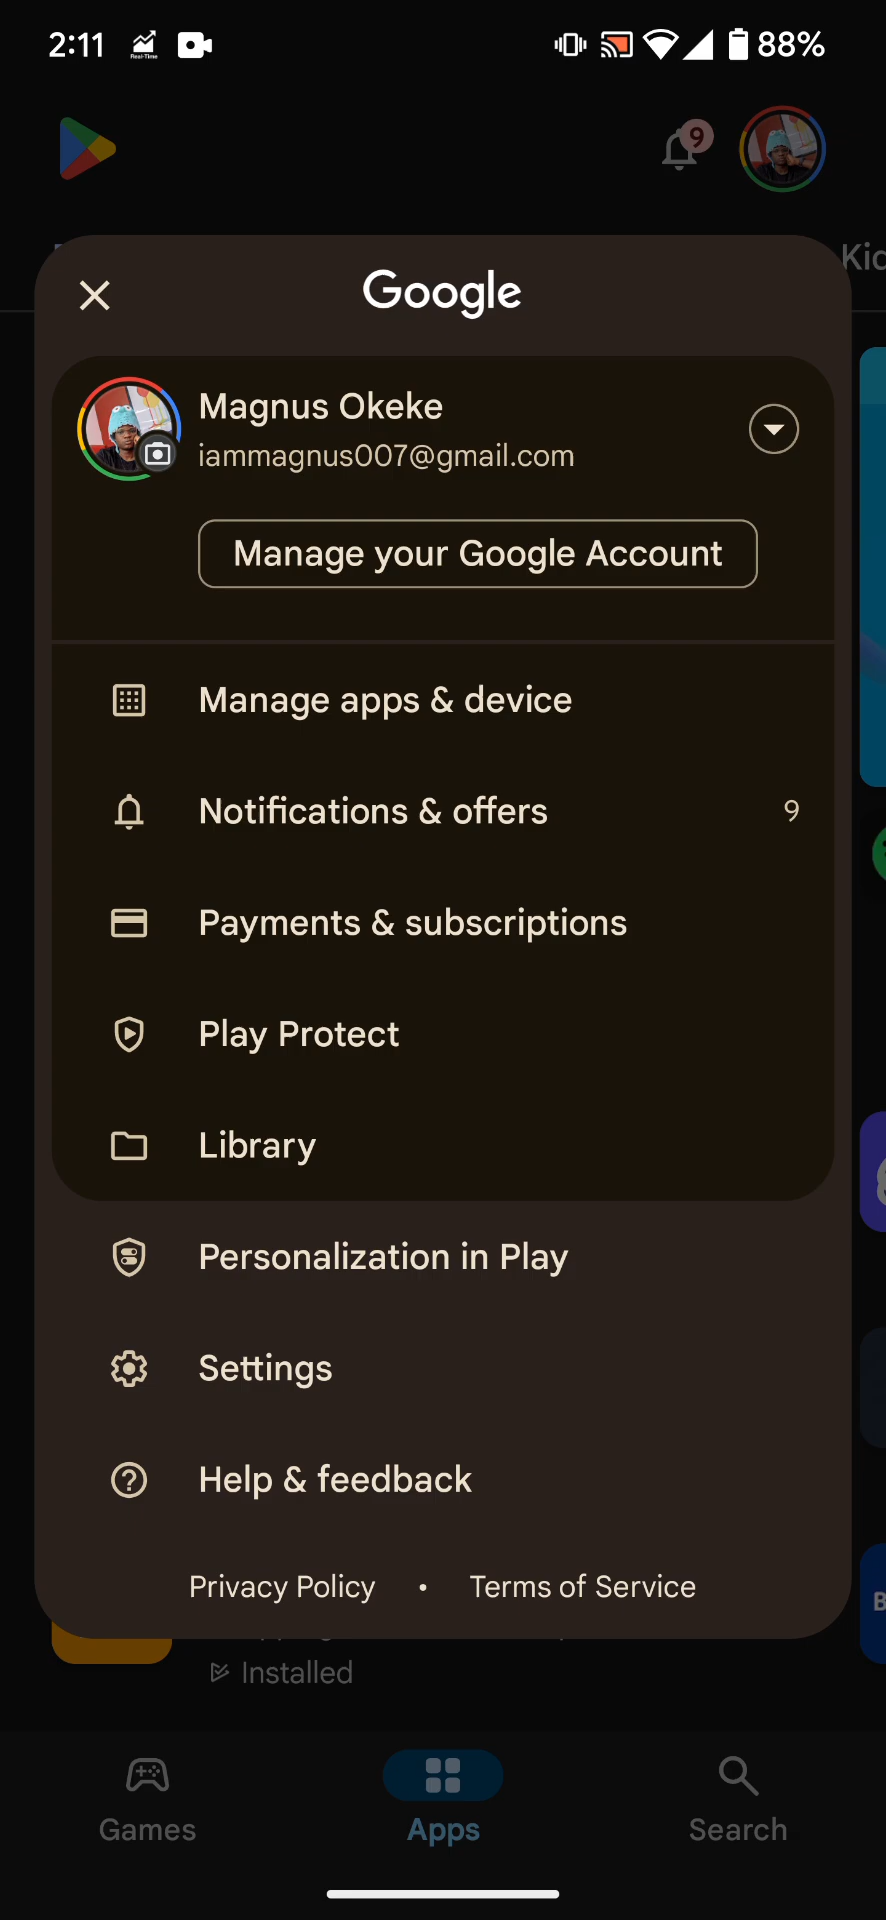 2:11
Real-Time
88%
9
Google
Magnus Okeke
iammagnus007@gmail.com
Manage your Google Account
Manage apps & device
Notifications & offers 9
Payments & subscriptions
Play Protect
Library
Personalization in Play
Settings
Help & feedback
Privacy Policy • Terms of Service
Installed
Games
Apps
Search